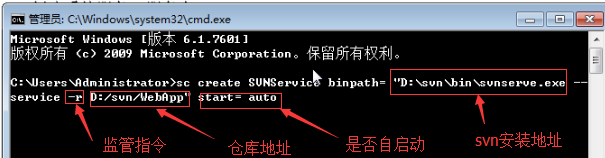 管理员: C:\Windows\system32\cmd.exe
Microsoft Windows [版本 6.1.7601]
版权所有 (c) 2009 Microsoft Corporation。保留所有权利。
C:\Users\Administrator>sc create SVNService binpath= "D:\svn\bin\svnserve.exe --
service -r D:/svn/WebApp" start= auto
监管指令 仓库地址 是否自启动 svn安装地址